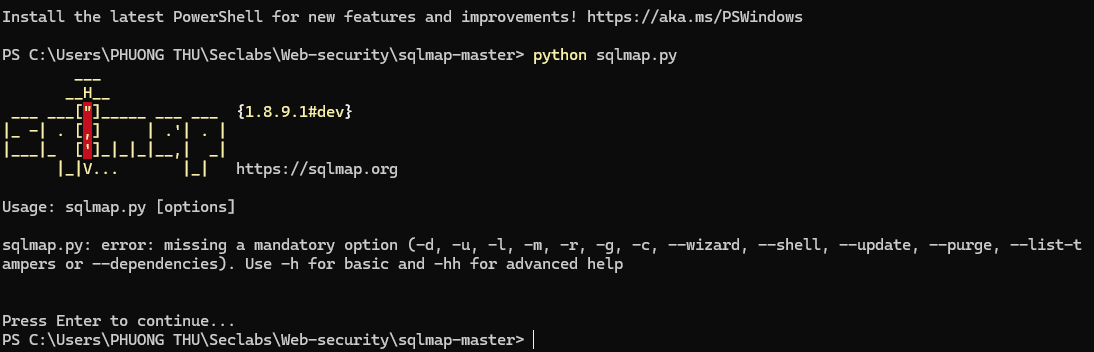 Install the latest PowerShell for new features and improvements! https://aka.ms/PSWindows
PS C:\Users\PHUONG THU\Seclabs\Web-security\sqlmap-master> python sqlmap.py
        ___
       __H__
 ___ ___["]_____ ___ ___  {1.8.9.1#dev}
|_ -| . [,]     | .'| . |
|___|_  [']_|_|_|__,|  _|
      |_|V...       |_|   https://sqlmap.org
Usage: sqlmap.py [options]
sqlmap.py: error: missing a mandatory option (-d, -u, -l, -m, -r, -g, -c, --wizard, --shell, --update, --purge, --list-t
ampers or --dependencies). Use -h for basic and -hh for advanced help
Press Enter to continue...
PS C:\Users\PHUONG THU\Seclabs\Web-security\sqlmap-master>